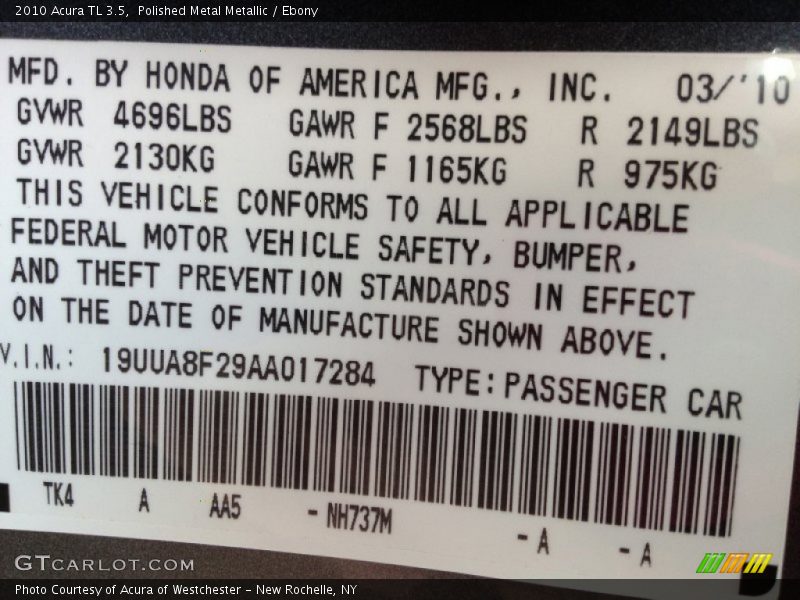 2010 Acura TL 3.5,  Polished Metal Metallic / Ebony
MFD. BY HONDA OF AMERICA MFG., INC. 03/'10
GVWR 4696LBS GAWR F 2568LBS R 2149LBS
GVWR 2130KG GAWR F 1165KG R 975KG
THIS VEHICLE CONFORMS TO ALL APPLICABLE
FEDERAL MOTOR VEHICLE SAFETY, BUMPER,
AND THEFT PREVENTION STANDARDS IN EFFECT
ON THE DATE OF MANUFACTURE SHOWN ABOVE.
V.I.N.: 19UUA8F29AA017284 TYPE:PASSENGER CAR
TK4 A AA5 -NH737M -A -A
GTCARLOT.COM
Photo Courtesy of Acura of Westchester - New Rochelle, NY